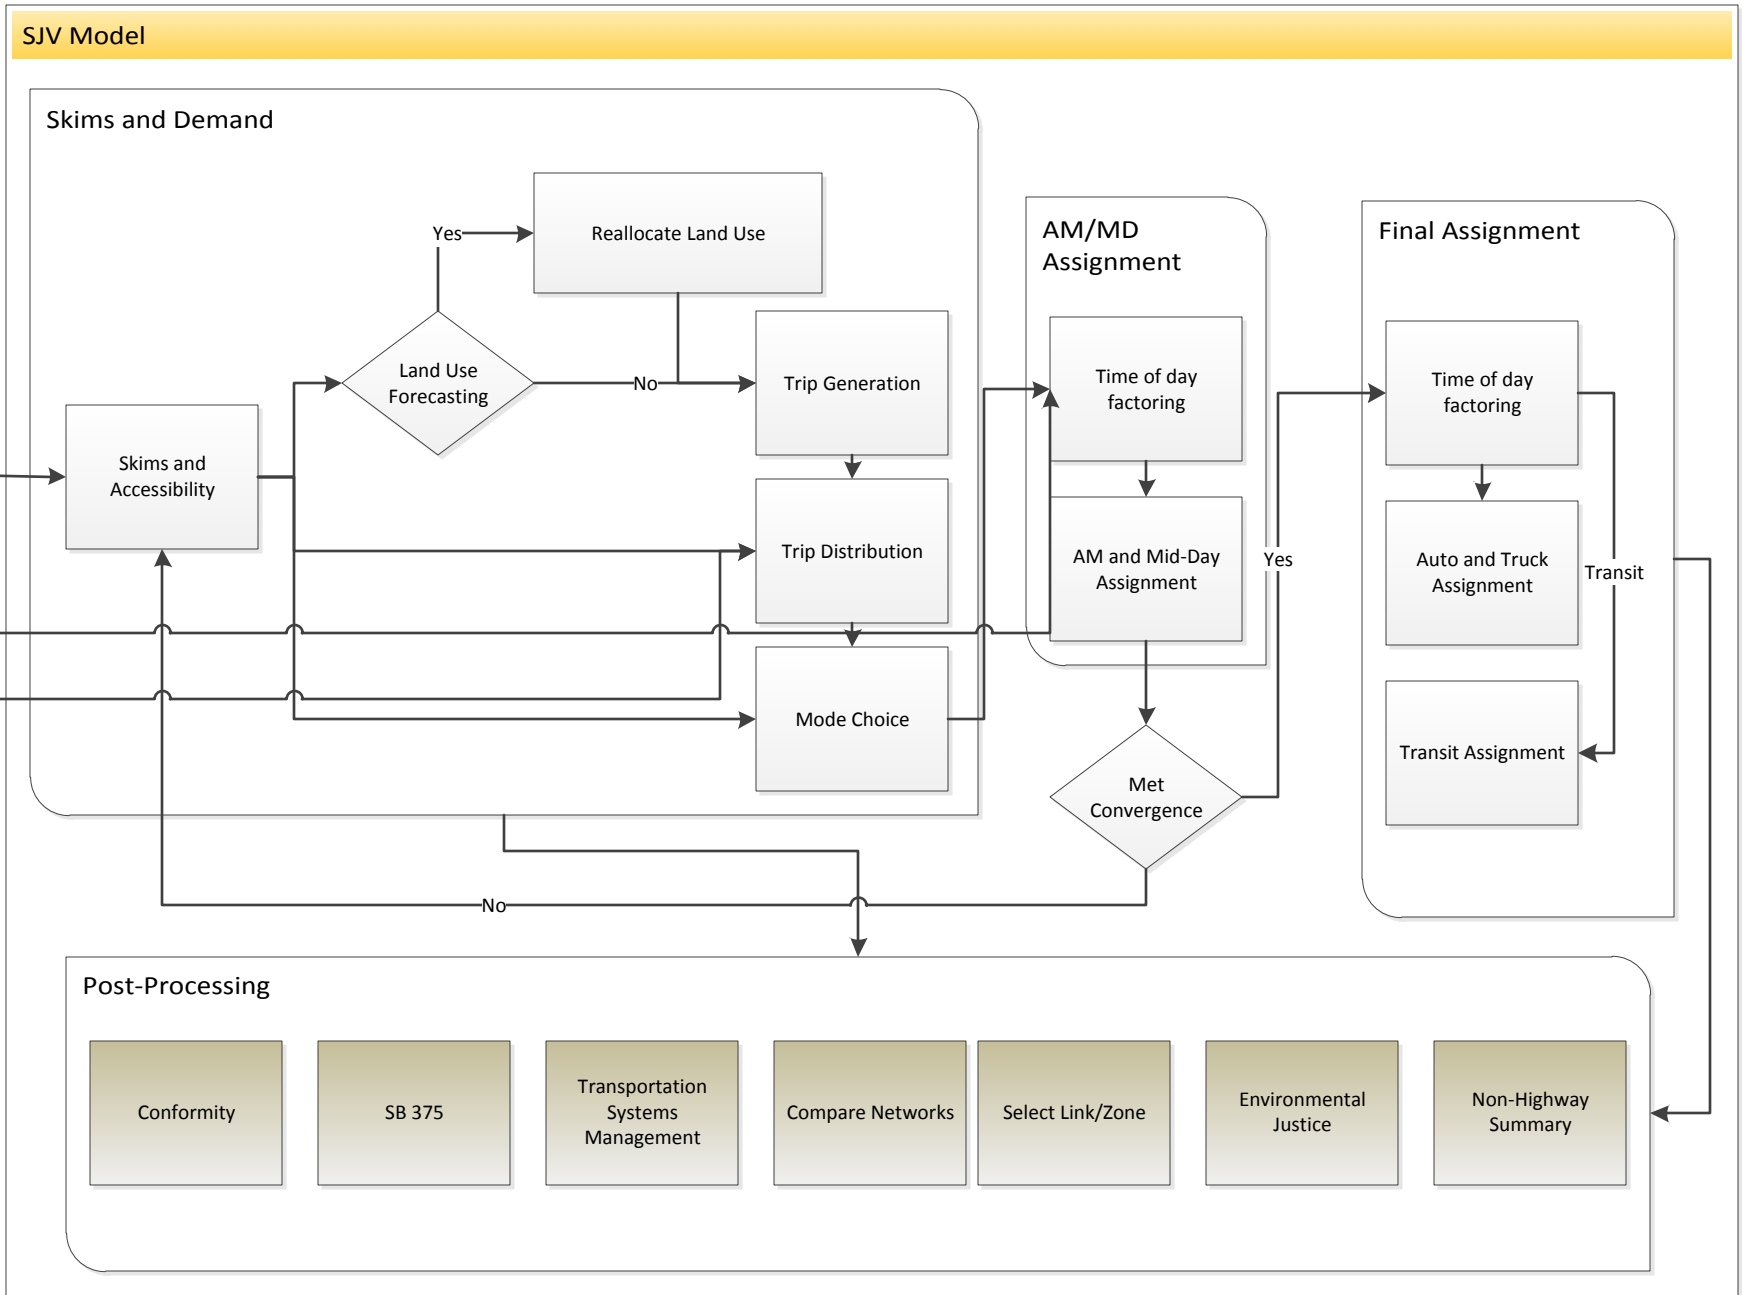 SJV Model
Skims and Demand
Yes
Reallocate Land Use
AM/MD
Assignment
Final Assignment
Land Use
Forecasting
No
Trip Generation
Time of day
factoring
Time of day
factoring
Skims and
Accessibility
Trip Distribution
AM and Mid-Day
Assignment
Yes
Auto and Truck
Assignment
Transit
Mode Choice
Met
Convergence
Transit Assignment
No
Post-Processing
Conformity
SB 375
Transportation
Systems
Management
Compare Networks
Select Link/Zone
Environmental
Justice
Non-Highway
Summary